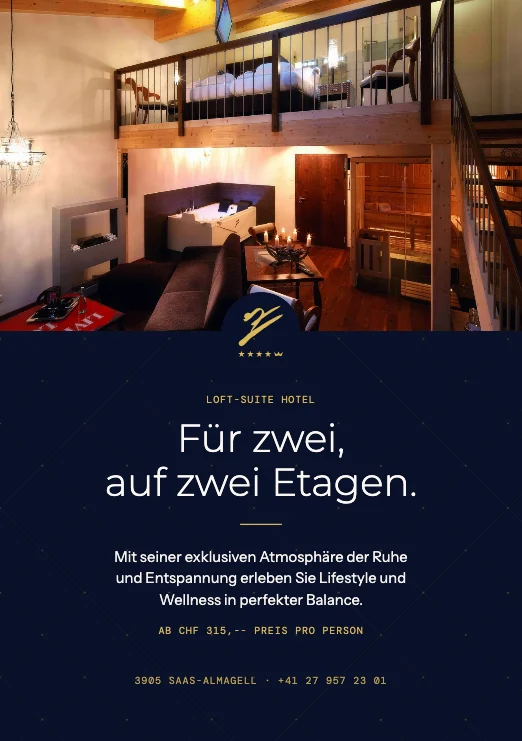 LOFT-SUITE HOTEL
Für zwei,
auf zwei Etagen.
Mit seiner exklusiven Atmosphäre der Ruhe
und Entspannung erleben Sie Lifestyle und
Wellness in perfekter Balance.
AB CHF 315,-- PREIS PRO PERSON
3905 SAAS-ALMAGELL · +41 27 957 23 01